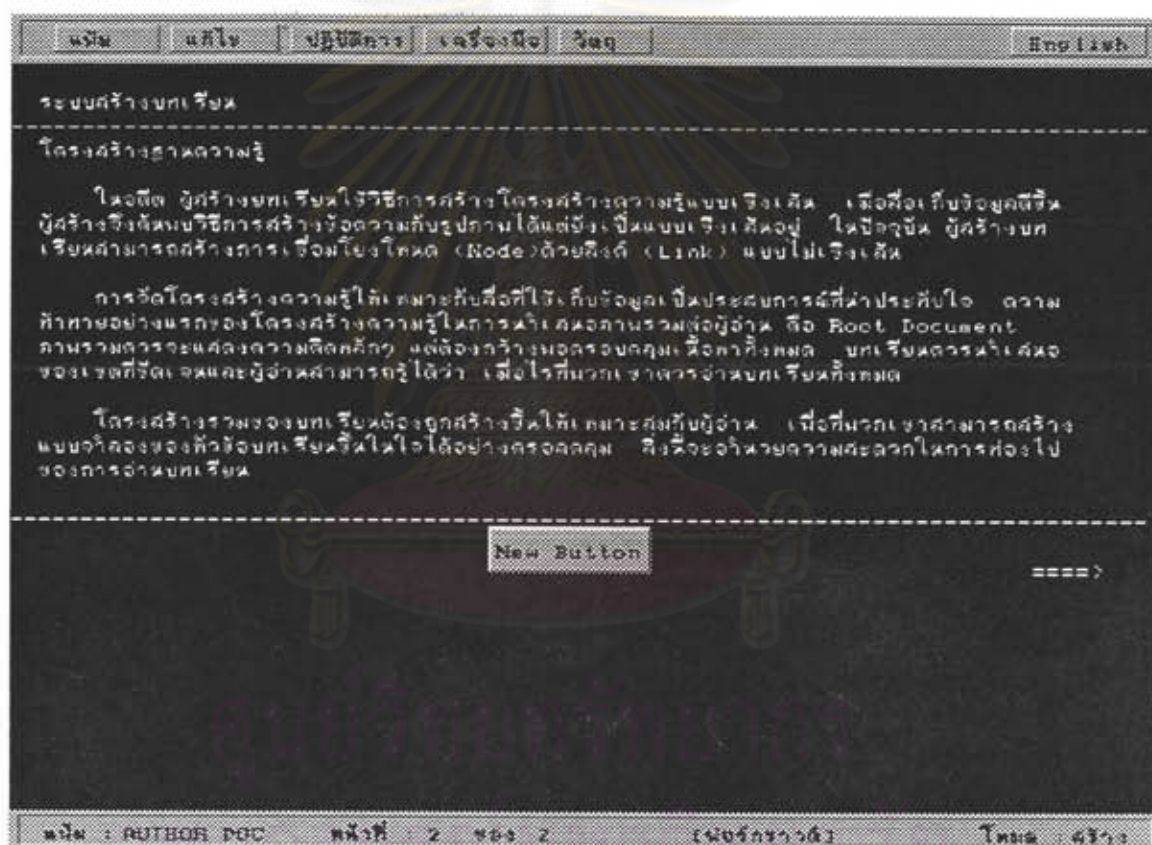 แฟ้ม แก้ไข ปฏิบัติการ เครื่องมือ วัตถุ English
ระบบสร้างบทเรียน
โครงสร้างฐานความรู้
ในอดีต ผู้สร้างบทเรียนใช้วิธีการสร้างโครงสร้างความรู้แบบเชิงเส้น เมื่อสื่อเก็บข้อมูลดีขึ้น
ผู้สร้างจึงค้นพบวิธีการสร้างข้อความกับรูปภาพได้แต่ยังเป็นแบบเชิงเส้นอยู่ ในปัจจุบัน ผู้สร้างบท
เรียนสามารถสร้างการเชื่อมโยงโหนด (Node)ด้วยลิงค์ (Link) แบบไม่เชิงเส้น
การจัดโครงสร้างความรู้ให้เหมาะกับสื่อที่ใช้เก็บข้อมูลเป็นประสบการณ์ที่น่าประทับใจ ความ
ท้าทายอย่างแรกของโครงสร้างความรู้ในการนำเสนอภาพรวมต่อผู้อ่าน คือ Root Document
ภาพรวมควรจะแสดงความคิดหลักๆ แต่ต้องกว้างพอครอบคลุมเนื้อหาทั้งหมด บทเรียนควรนำเสนอ
ของเขตที่ชัดเจนและผู้อ่านสามารถรู้ได้ว่า เมื่อไรที่พวกเขาควรอ่านบทเรียนทั้งหมด
โครงสร้างรวมของบทเรียนต้องถูกสร้างขึ้นให้เหมาะสมกับผู้อ่าน เพื่อที่พวกเขาสามารถสร้าง
แบบจำลองของหัวข้อบทเรียนขึ้นในใจได้อย่างครอคลุม สิ่งนี้จะอำนวยความสะดวกในการท่องไป
ของการอ่านบทเรียน
New Button
====>
แฟ้ม : AUTHOR DOC หน้าที่ : 2 ของ 2 [ฟอร์กราวด์] โหมด : สร้าง